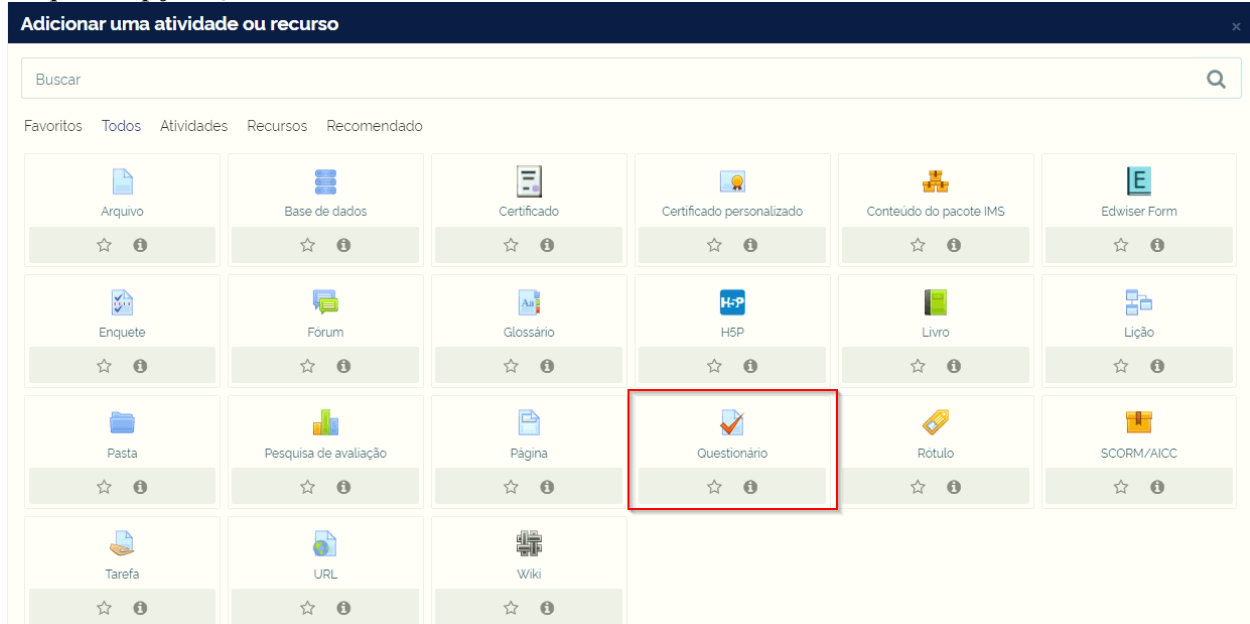 Adicionar uma atividade ou recurso ×
Buscar
Favoritos Todos Atividades Recursos Recomendado
Arquivo Base de dados Certificado Certificado personalizado Conteúdo do pacote IMS Edwiser Form
Enquete Fórum Glossário H5P Livro Lição
Pasta Pesquisa de avaliação Página Questionário Rótulo SCORM/AICC
Tarefa URL Wiki